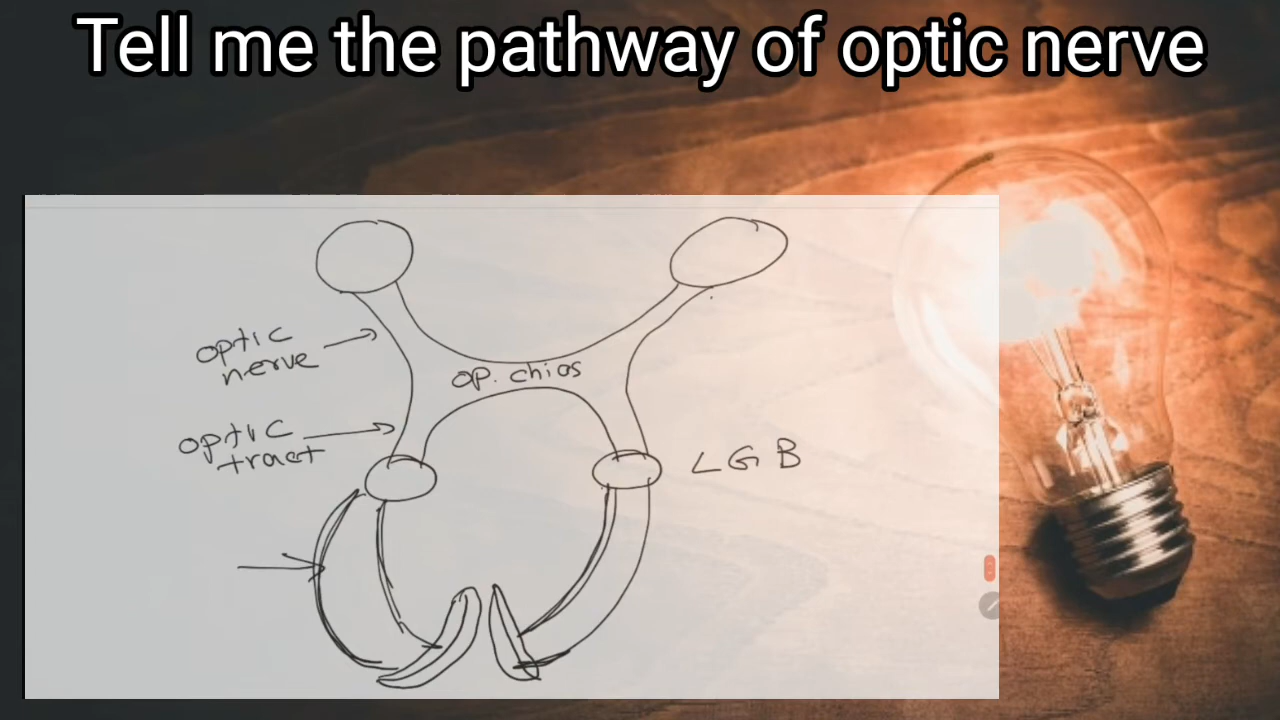 Tell me the pathway of optic nerve
optic
nerve
op. chias
optic
tract
LGB